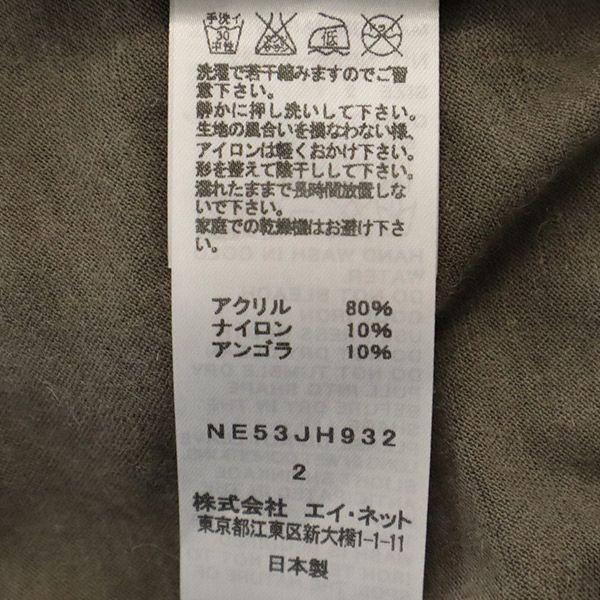 手洗イ
30
中性
低
洗濯で若干縮みますのでご留
意下さい。
静かに押し洗いして下さい。
生地の風合いを損なわない様、
アイロンは軽くおかけ下さい。
形を整えて陰干しして下さい。
濡れたままで長時間放置しな
いで下さい。
家庭での乾燥機はお避け下さ
い。
アクリル 80%
ナイロン 10%
アンゴラ 10%
NE53JH932
2
株式会社 エイ・ネット
東京都江東区新大橋1-1-11
日本製